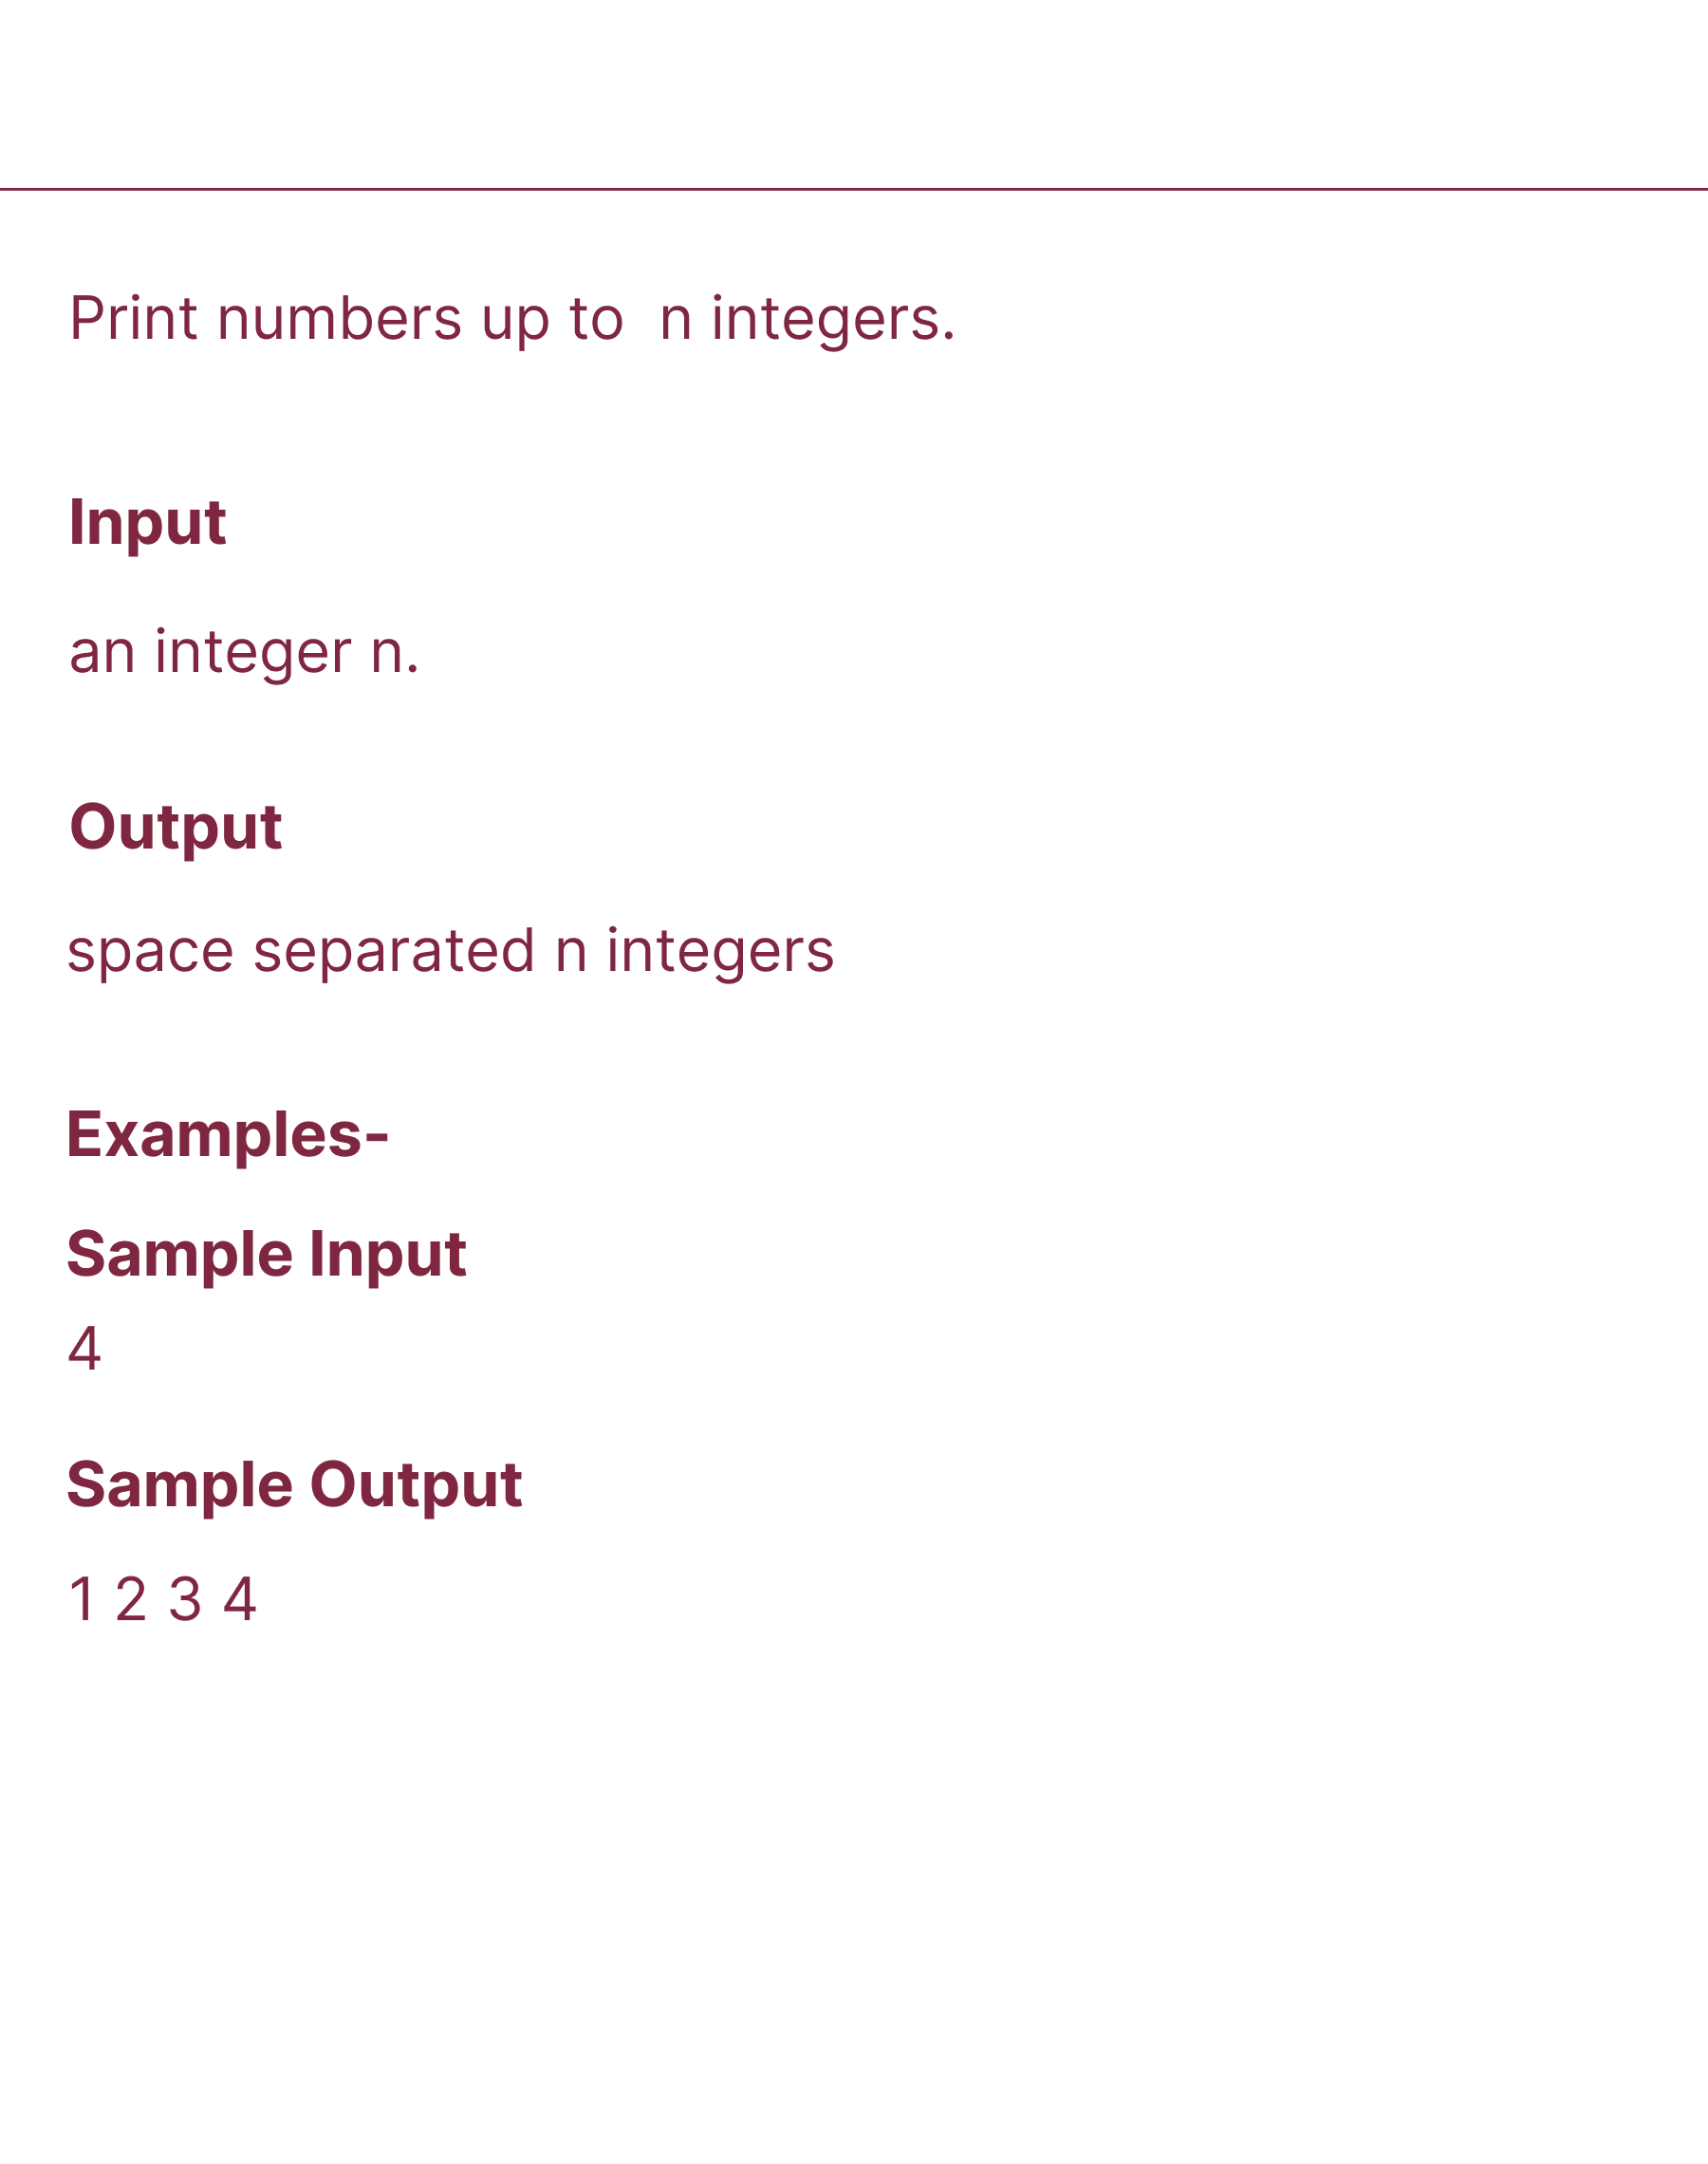 Print numbers up to  n integers.
Input
an integer n.
Output
space separated n integers
Examples-
Sample Input
4
Sample Output
1 2 3 4